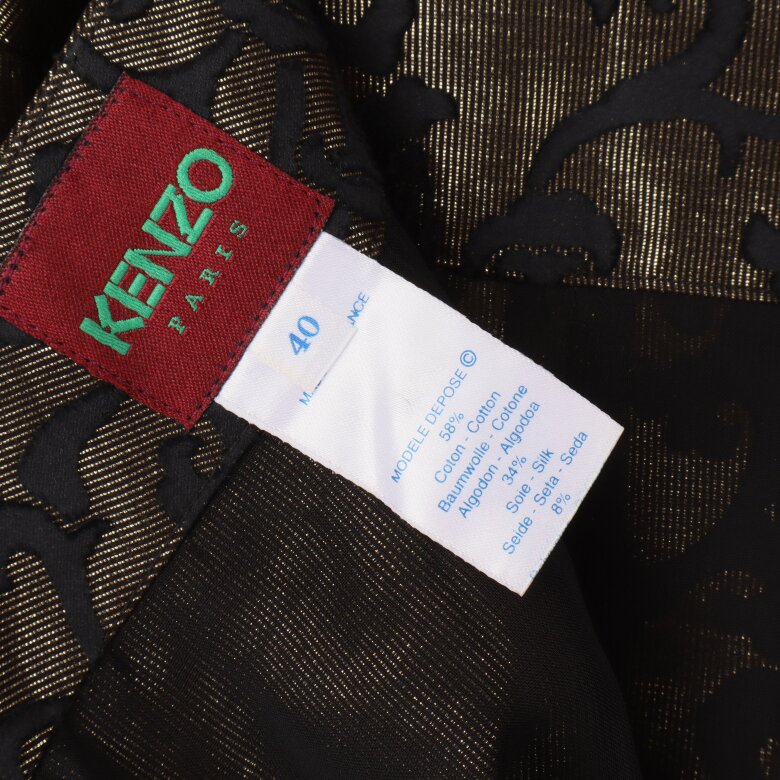 KENZO
PARIS
40
MODELE DEPOSE ©
58%
Coton - Cotton
Baumwolle - Cotone
Algodon - Algodoa
34%
Soie - Silk
Seide - Seta - Seda
8%